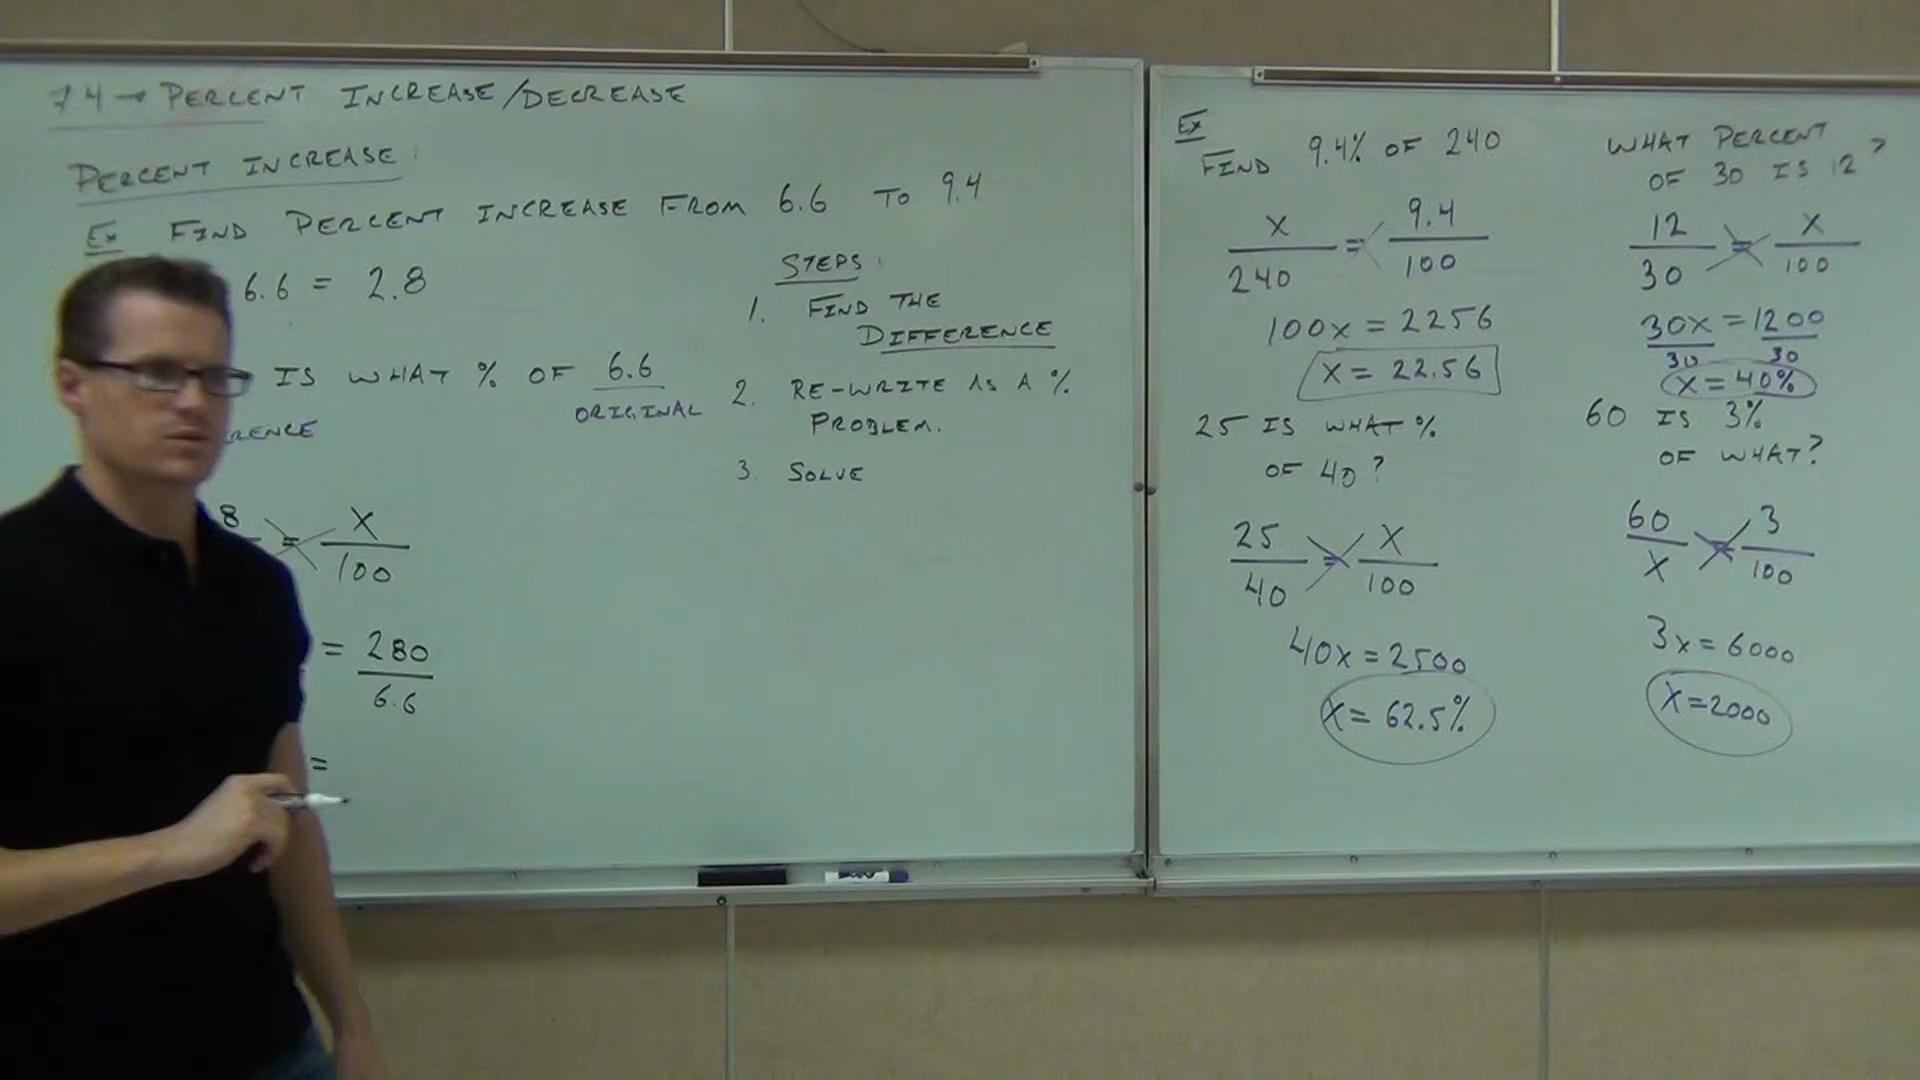 7.4 → PERCENT INCREASE/DECREASE
PERCENT INCREASE:
Ex FIND PERCENT INCREASE FROM 6.6 TO 9.4
6.6 = 2.8
IS WHAT % OF 6.6
ORIGINAL
RENCE
8 = X
100
= 280
6.6
=
STEPS:
1. FIND THE
DIFFERENCE
2. RE-WRITE AS A %
PROBLEM.
3. SOLVE
Ex
FIND 9.4% OF 240
X = 9.4
240 100
100x = 2256
X = 22.56
25 IS WHAT %
OF 40?
25 = X
40 100
40x = 2500
X = 62.5%
WHAT PERCENT
OF 30 IS 12?
12 = X
30 100
30x = 1200
30 30
X = 40%
60 IS 3%
OF WHAT?
60 = 3
X 100
3x = 6000
X = 2000